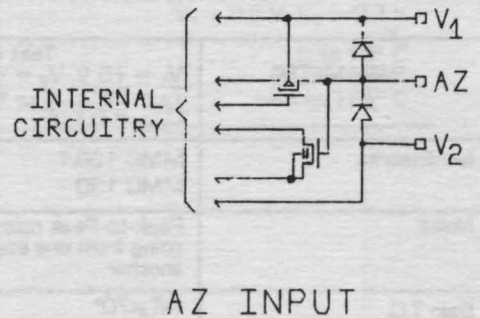 V1
AZ
INTERNAL
CIRCUITRY
V2
AZ INPUT